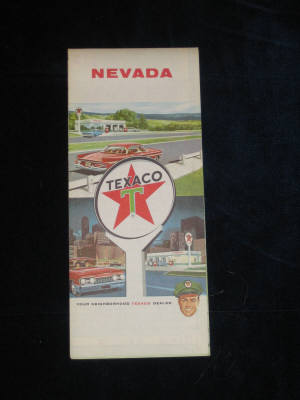 NEVADA
TEXACO
T
YOUR NEIGHBORHOOD TEXACO DEALER